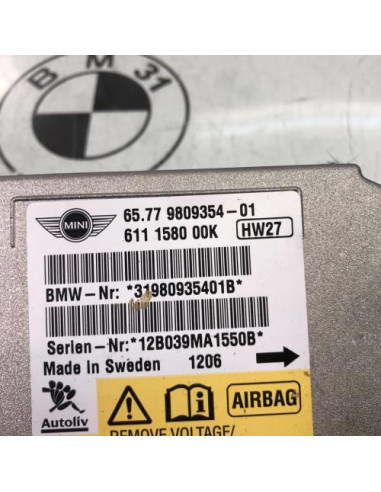 BMW 31
MINI
65.77 9809354-01
611 1580 00K
HW27
BMW-Nr: *31980935401B*
Serien-Nr:*12B039MA1550B*
Made In Sweden 1206
Autoliv
AIRBAG
REMOVE VOLTAGE/